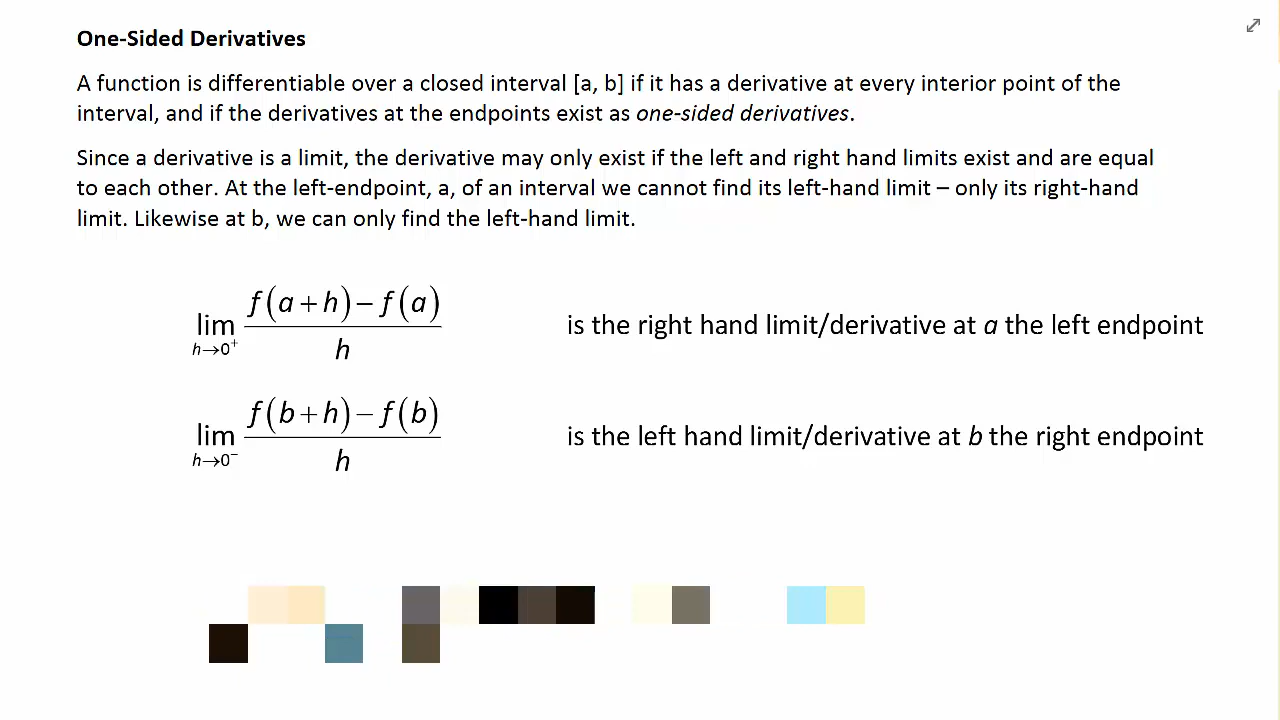 One-Sided Derivatives
A function is differentiable over a closed interval [a, b] if it has a derivative at every interior point of the
interval, and if the derivatives at the endpoints exist as one-sided derivatives.
Since a derivative is a limit, the derivative may only exist if the left and right hand limits exist and are equal
to each other. At the left-endpoint, a, of an interval we cannot find its left-hand limit – only its right-hand
limit. Likewise at b, we can only find the left-hand limit.
lim h→0⁺ f(a+h)−f(a) / h is the right hand limit/derivative at a the left endpoint
lim h→0⁻ f(b+h)−f(b) / h is the left hand limit/derivative at b the right endpoint